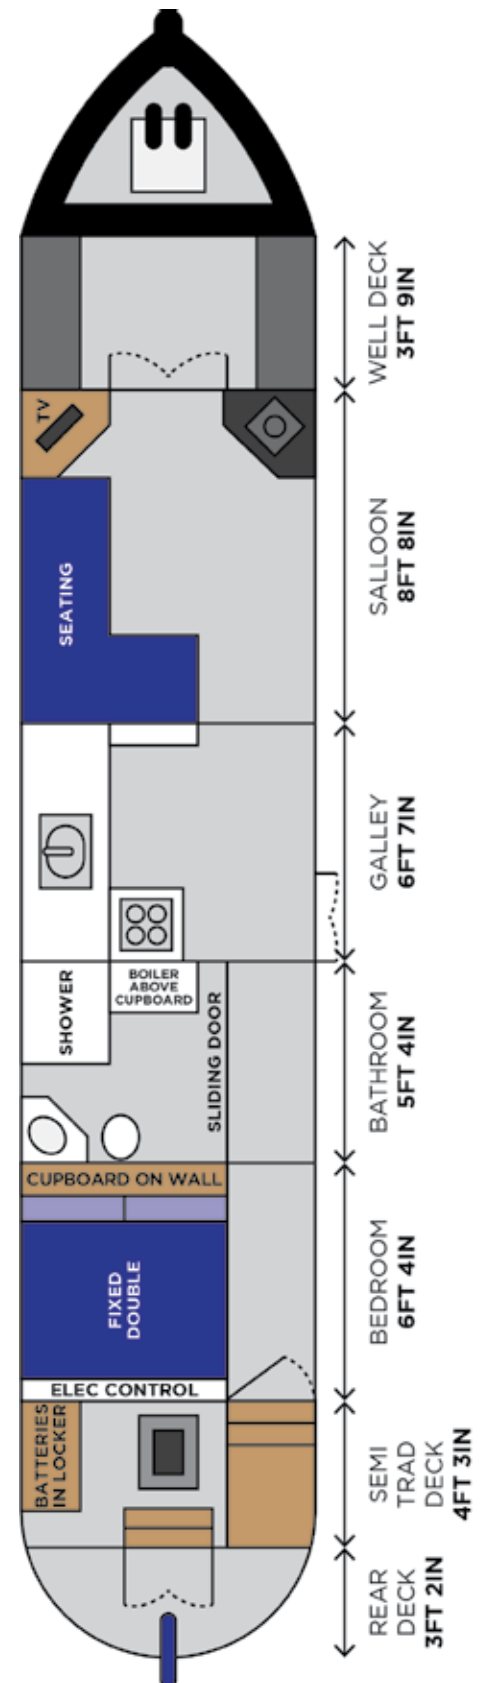 WELL DECK
3FT 9IN
TV
SALLOON
8FT 8IN
SEATING
GALLEY
6FT 7IN
SHOWER
BOILER
ABOVE
CUPBOARD
SLIDING DOOR
BATHROOM
5FT 4IN
CUPBOARD ON WALL
FIXED
DOUBLE
BEDROOM
6FT 4IN
ELEC CONTROL
BATTERIES
IN LOCKER
SEMI
TRAD
DECK
4FT 3IN
REAR
DECK
3FT 2IN